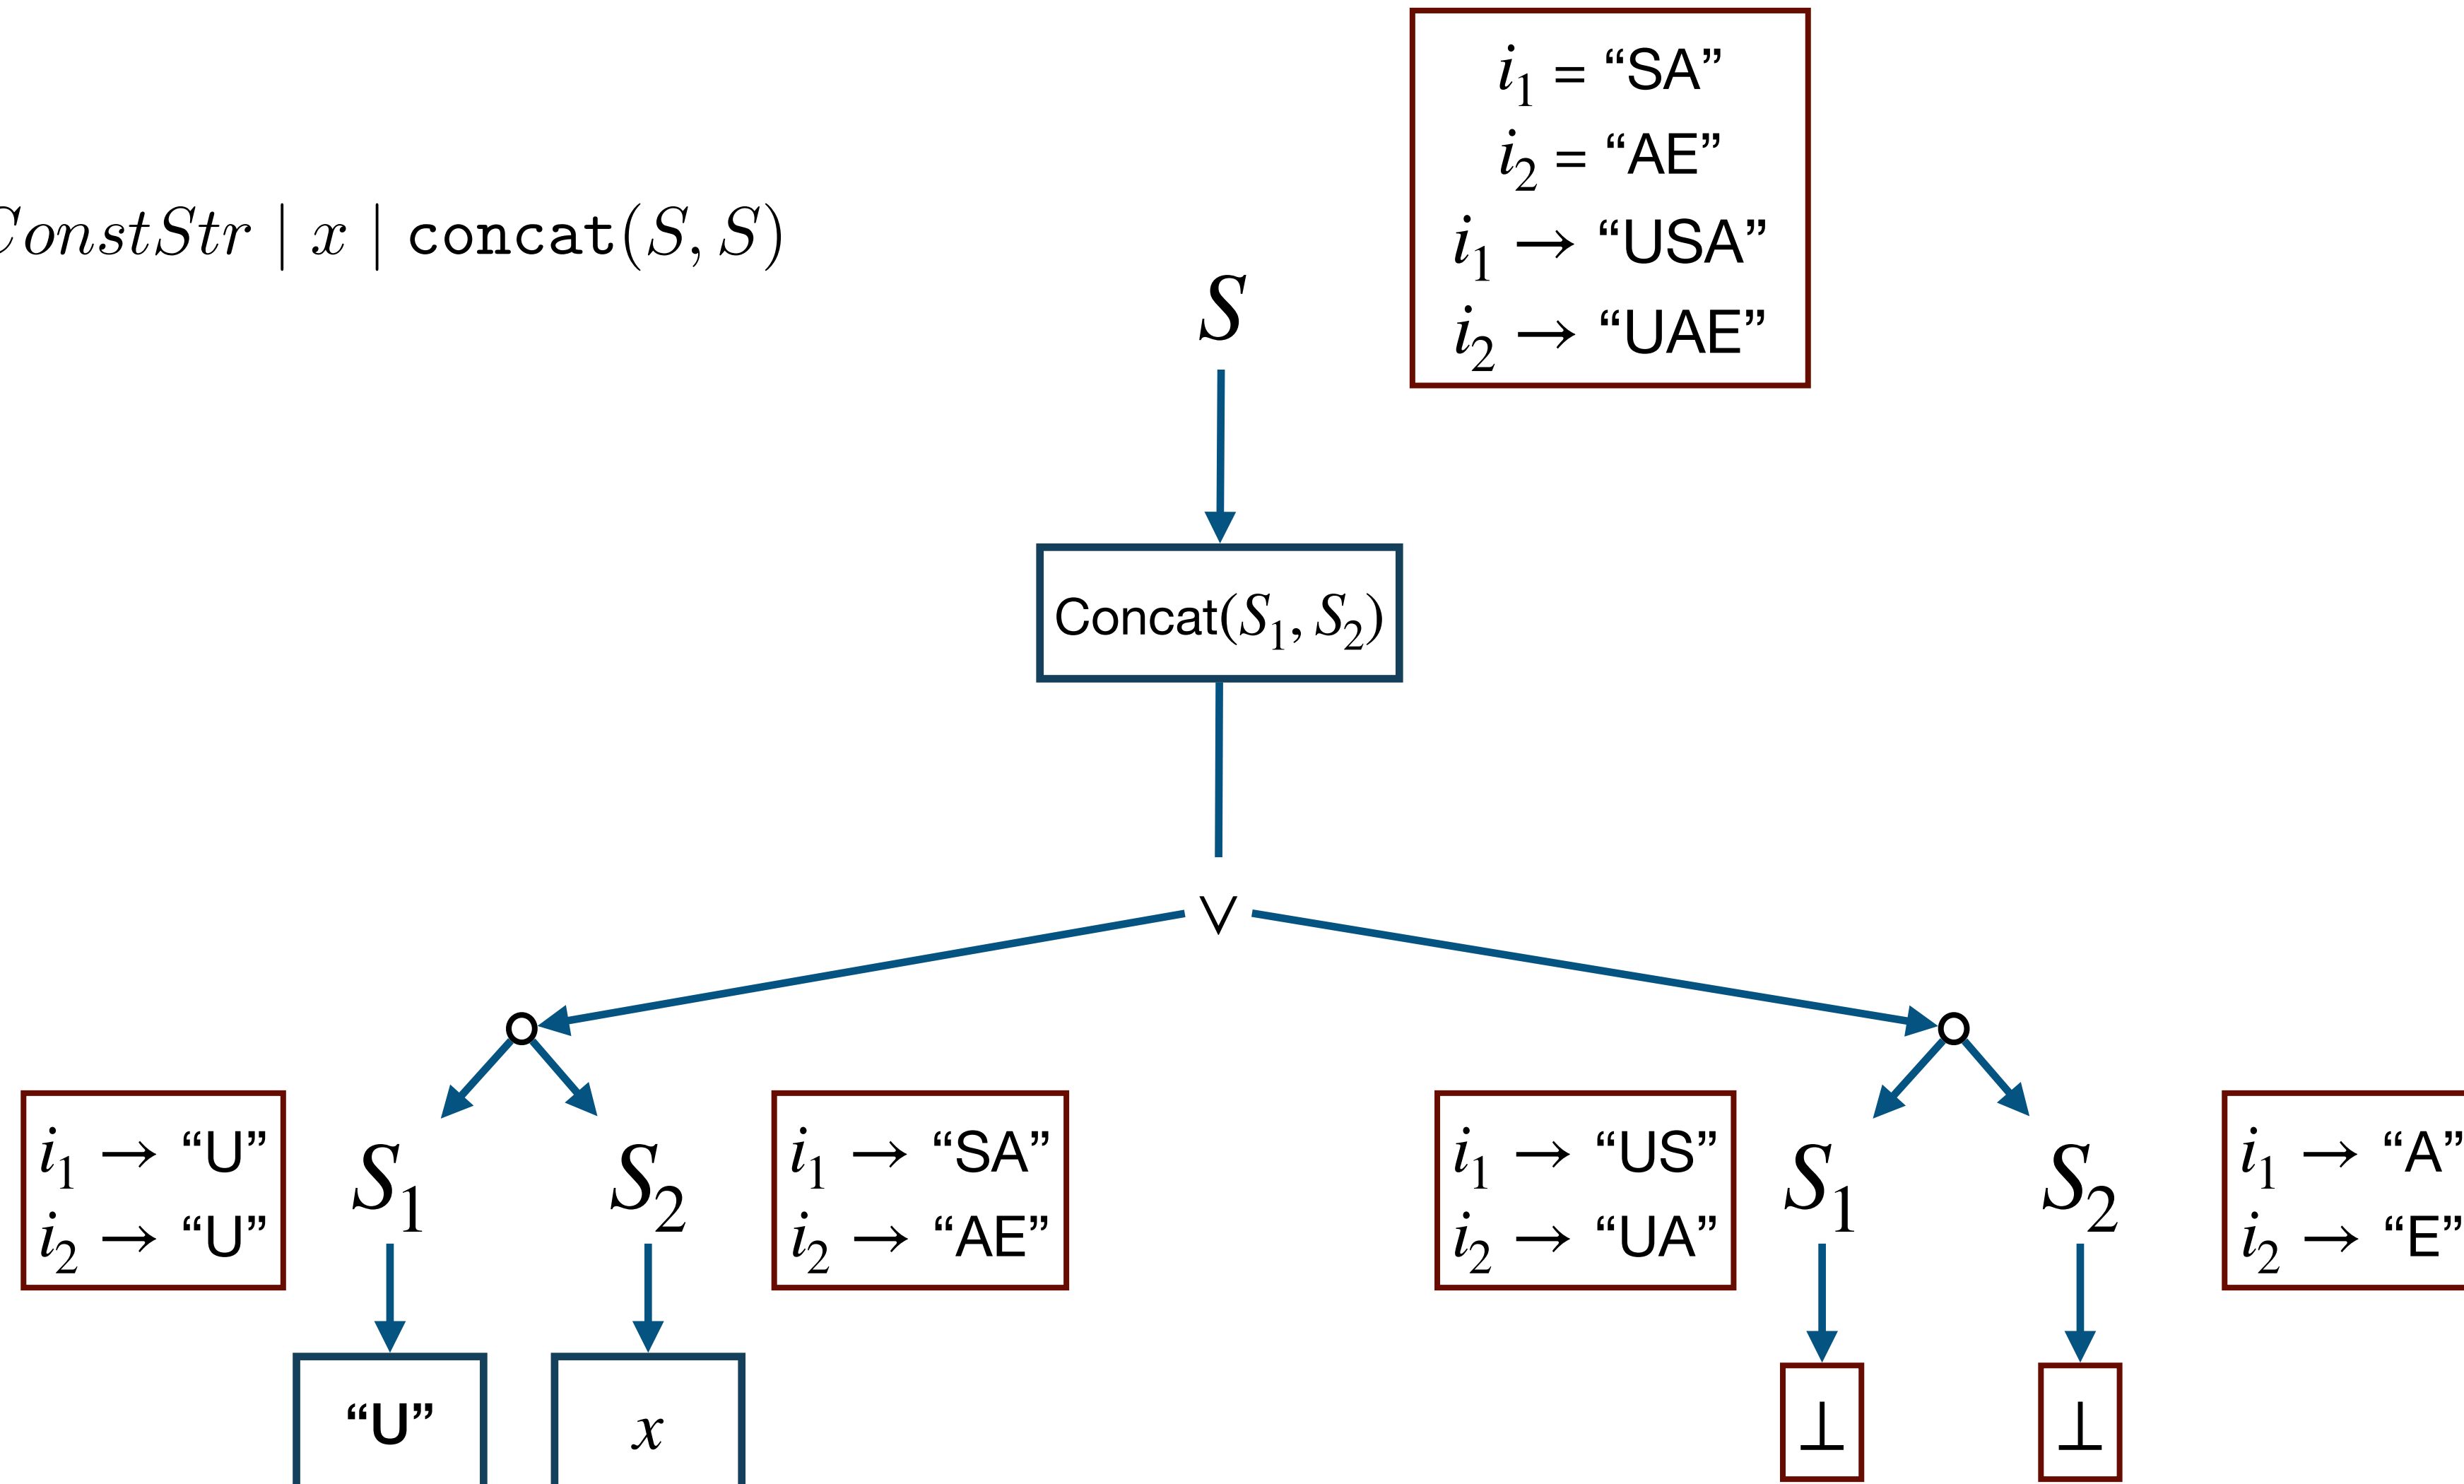 i₁ = “SA”
i₂ = “AE”
i₁ → “USA”
i₂ → “UAE”
ConstStr | x | concat(S, S)
S
Concat(S₁, S₂)
∨
i₁ → “U”
i₂ → “U”
S₁
S₂
i₁ → “SA”
i₂ → “AE”
i₁ → “US”
i₂ → “UA”
S₁
S₂
i₁ → “A”
i₂ → “E”
“U”
x
⊥
⊥